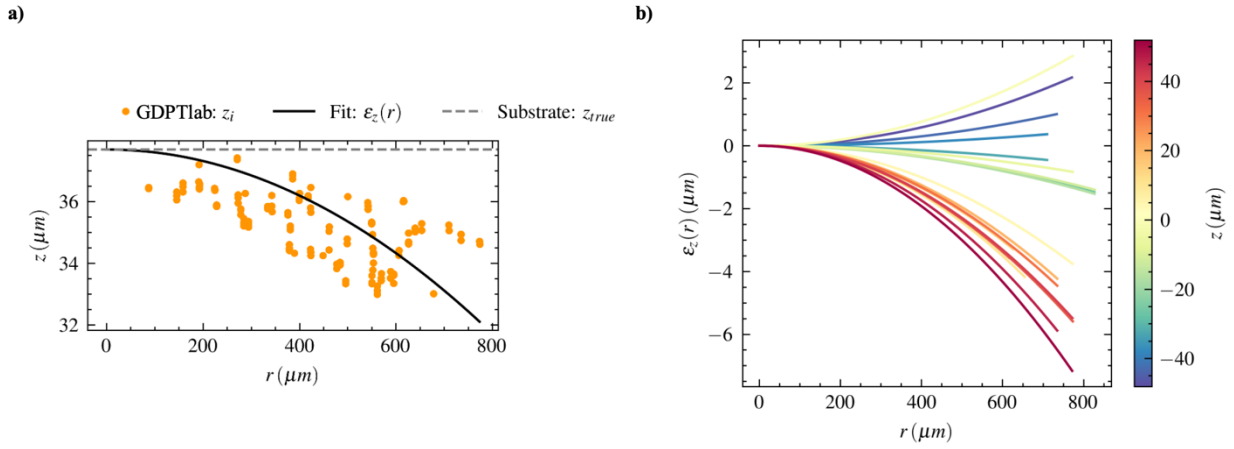 a)
GDPTlab: z_i
Fit: ε_z(r)
Substrate: z_true
36
34
32
z (μm)
0
200
400
600
800
r (μm)
b)
2
0
−2
−4
−6
ε_z(r) (μm)
0
200
400
600
800
r (μm)
40
20
0
−20
−40
z (μm)